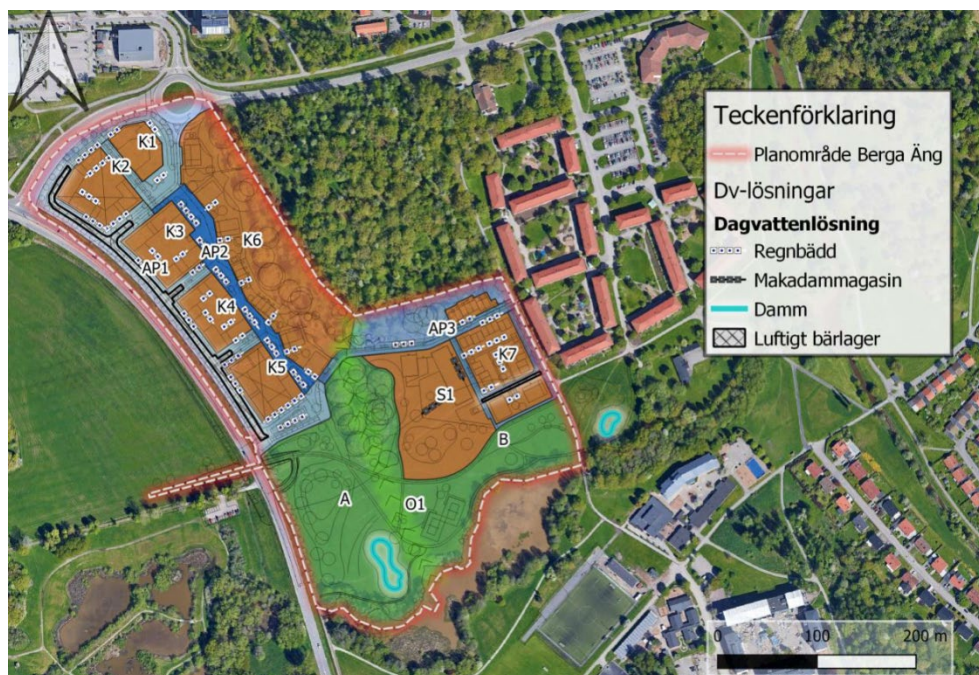 Teckenförklaring
Planområde Berga Äng
Dv-lösningar
Dagvattenlösning
Regnbädd
Makadammagasin
Damm
Luftigt bärlager
K1
K2
K3
K6
AP2
AP1
K4
AP3
K7
K5
S1
B
A
O1
0 100 200 m